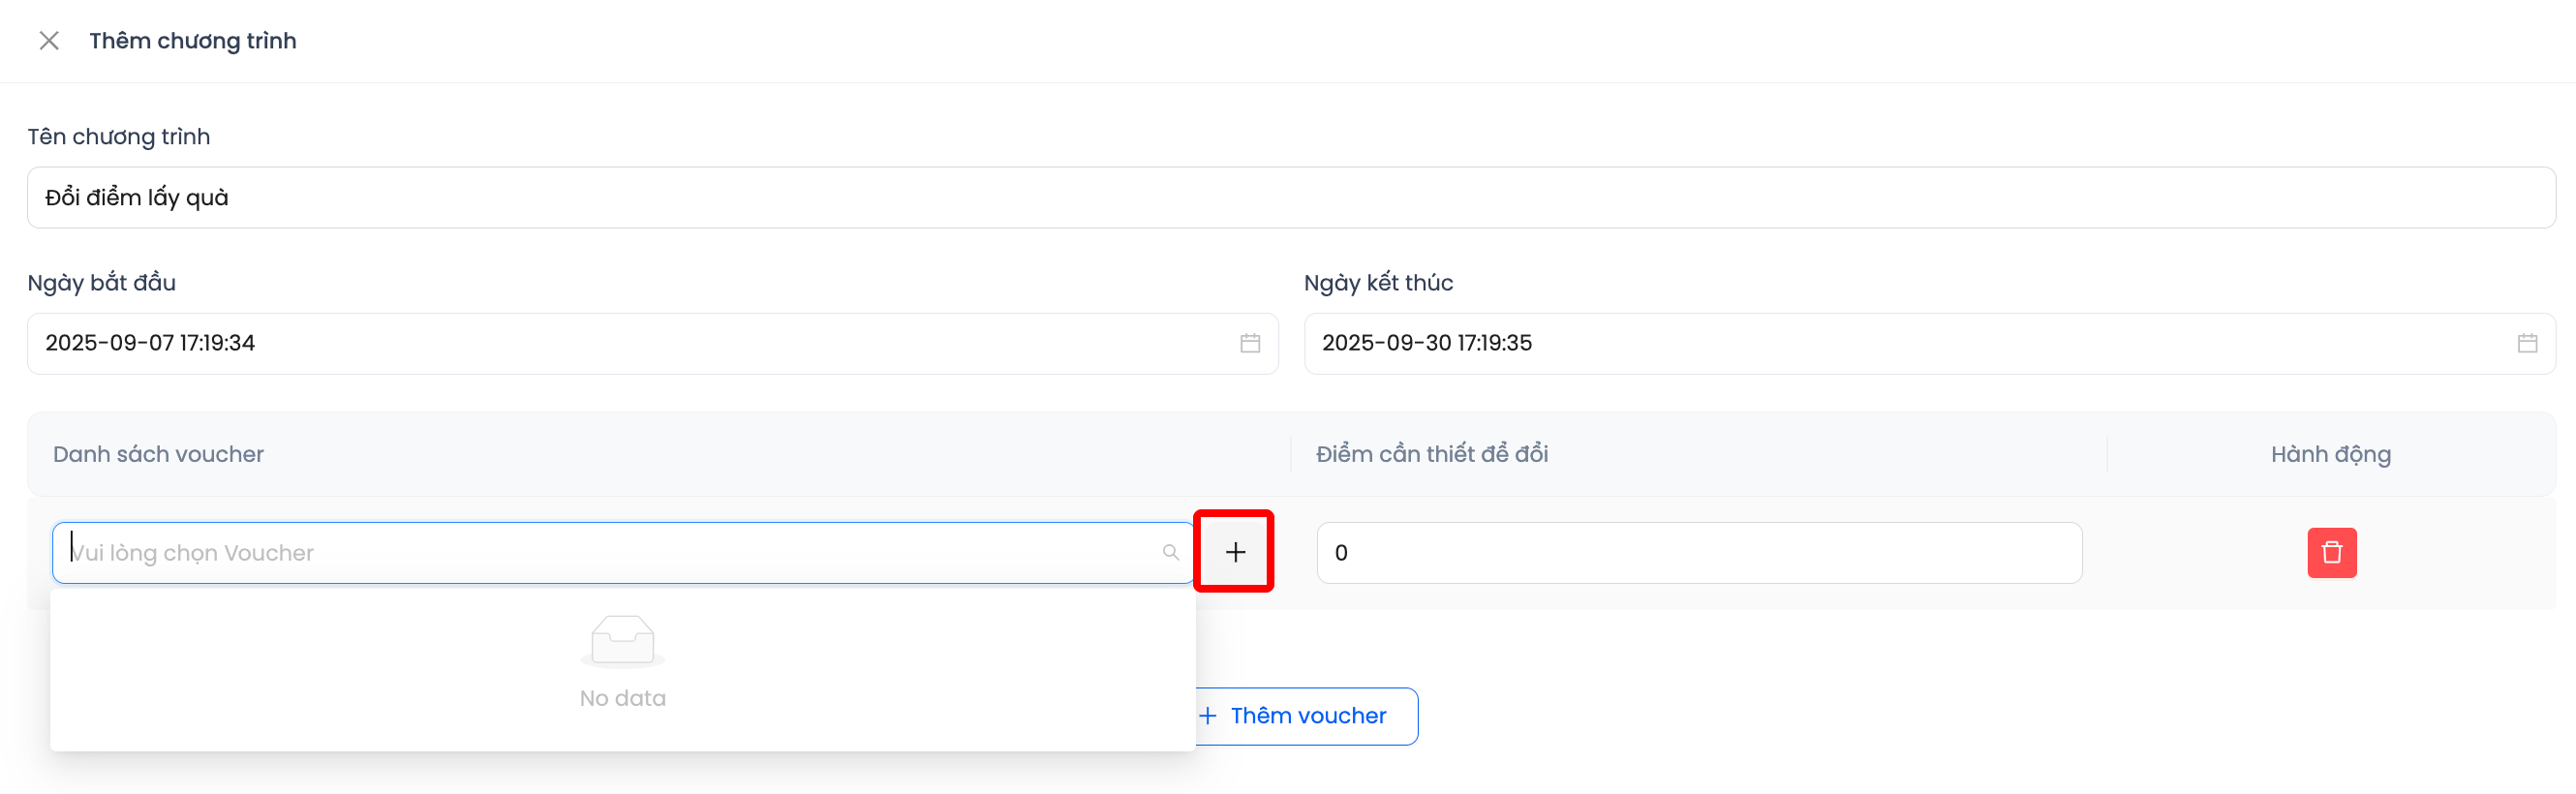 Thêm chương trình
Tên chương trình
Đổi điểm lấy quà
Ngày bắt đầu
Ngày kết thúc
2025-09-07 17:19:34
2025-09-30 17:19:35
Danh sách voucher
Điểm cần thiết để đổi
Hành động
Vui lòng chọn Voucher
0
No data
Thêm voucher